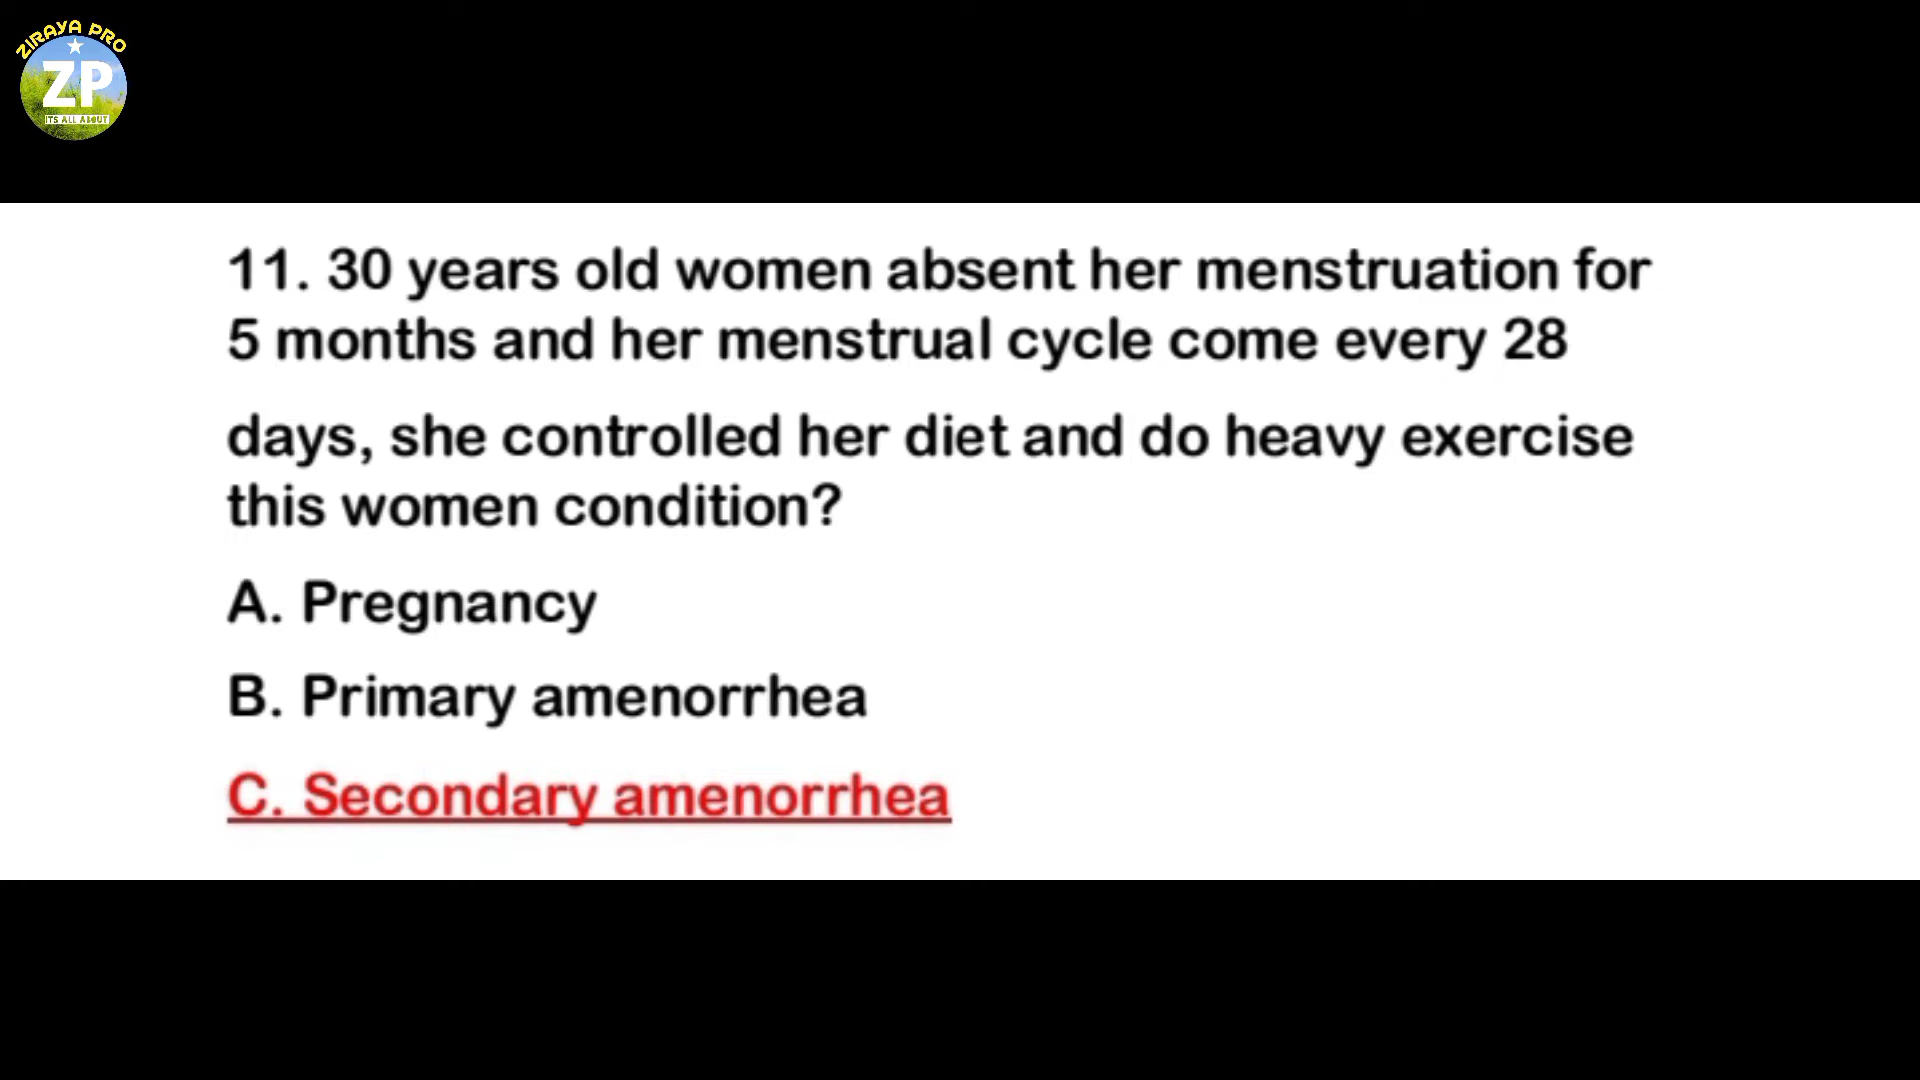 ZIRAYA PRO
ZP
ITS ALL ABOUT
11. 30 years old women absent her menstruation for
5 months and her menstrual cycle come every 28
days, she controlled her diet and do heavy exercise
this women condition?
A. Pregnancy
B. Primary amenorrhea
C. Secondary amenorrhea